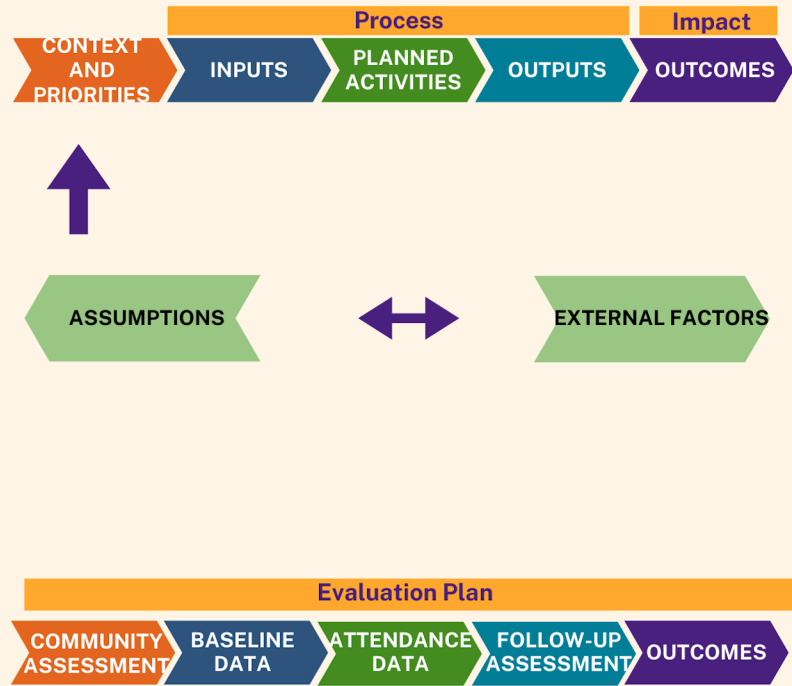 Process
Impact
CONTEXT
AND
PRIORITIES
INPUTS
PLANNED
ACTIVITIES
OUTPUTS
OUTCOMES
ASSUMPTIONS
EXTERNAL FACTORS
Evaluation Plan
COMMUNITY
ASSESSMENT
BASELINE
DATA
ATTENDANCE
DATA
FOLLOW-UP
ASSESSMENT
OUTCOMES